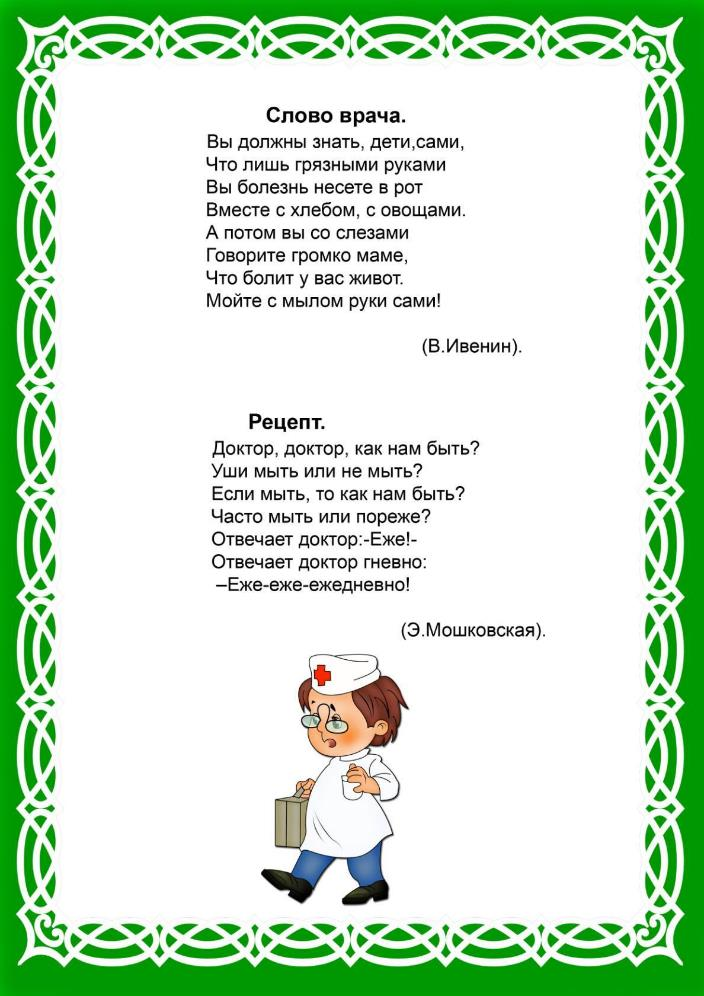 Слово врача.
Вы должны знать, дети,сами,
Что лишь грязными руками
Вы болезнь несете в рот
Вместе с хлебом, с овощами.
А потом вы со слезами
Говорите громко маме,
Что болит у вас живот.
Мойте с мылом руки сами!
(В.Ивенин).
Рецепт.
Доктор, доктор, как нам быть?
Уши мыть или не мыть?
Если мыть, то как нам быть?
Часто мыть или пореже?
Отвечает доктор:-Еже!-
Отвечает доктор гневно:
–Еже-еже-ежедневно!
(Э.Мошковская).